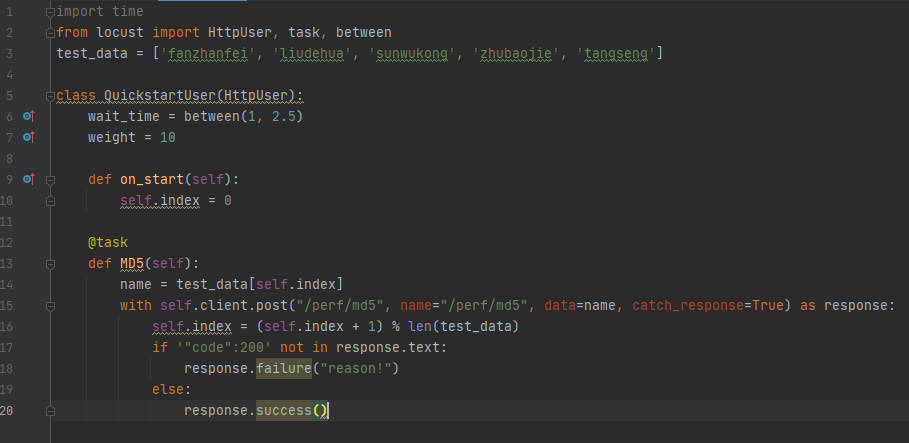 1 import time
2 from locust import HttpUser, task, between
3 test_data = ['fanzhanfei', 'liudehua', 'sunwukong', 'zhubaojie', 'tangseng']
4
5 class QuickstartUser(HttpUser):
6     wait_time = between(1, 2.5)
7     weight = 10
8
9     def on_start(self):
10         self.index = 0
11
12     @task
13     def MD5(self):
14         name = test_data[self.index]
15         with self.client.post("/perf/md5", name="/perf/md5", data=name, catch_response=True) as response:
16             self.index = (self.index + 1) % len(test_data)
17             if '"code":200' not in response.text:
18                 response.failure("reason!")
19             else:
20                 response.success()